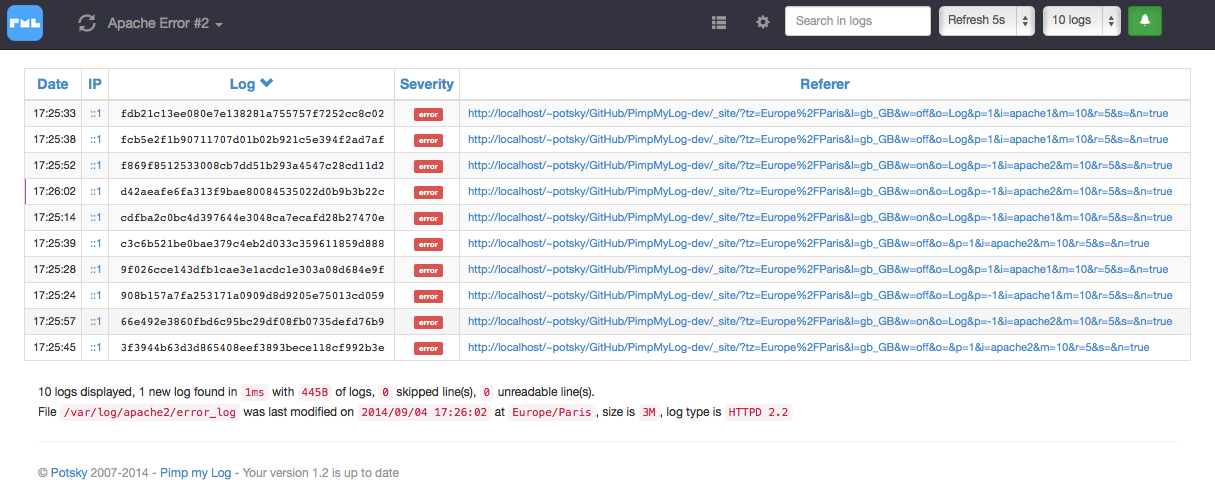 PML Apache Error #2 Search in logs Refresh 5s 10 logs
Date IP Log Severity Referer
17:25:33 ::1 fdb21c13ee080e7e138281a755757f7252cc8c02 error http://localhost/~potsky/GitHub/PimpMyLog-dev/_site/?tz=Europe%2FParis&l=gb_GB&w=off&o=Log&p=1&i=apache1&m=10&r=5&s=&n=true
17:25:38 ::1 fcb5e2f1b90711707d01b02b921c5e394f2ad7af error http://localhost/~potsky/GitHub/PimpMyLog-dev/_site/?tz=Europe%2FParis&l=gb_GB&w=off&o=Log&p=1&i=apache1&m=10&r=5&s=&n=true
17:25:52 ::1 f869f8512533008cb7dd51b293a4547c28cd11d2 error http://localhost/~potsky/GitHub/PimpMyLog-dev/_site/?tz=Europe%2FParis&l=gb_GB&w=on&o=Log&p=-1&i=apache2&m=10&r=5&s=&n=true
17:26:02 ::1 d42aeafe6fa313f9bae80084535022d0b9b3b22c error http://localhost/~potsky/GitHub/PimpMyLog-dev/_site/?tz=Europe%2FParis&l=gb_GB&w=on&o=Log&p=-1&i=apache2&m=10&r=5&s=&n=true
17:25:14 ::1 cdfba2c0bc4d397644e3048ca7ecafd28b27470e error http://localhost/~potsky/GitHub/PimpMyLog-dev/_site/?tz=Europe%2FParis&l=gb_GB&w=on&o=Log&p=-1&i=apache1&m=10&r=5&s=&n=true
17:25:39 ::1 c3c6b521be0bae379c4eb2d033c359611859d888 error http://localhost/~potsky/GitHub/PimpMyLog-dev/_site/?tz=Europe%2FParis&l=gb_GB&w=off&o=&p=1&i=apache2&m=10&r=5&s=&n=true
17:25:28 ::1 9f026cce143dfb1cae3e1acdc1e303a08d684e9f error http://localhost/~potsky/GitHub/PimpMyLog-dev/_site/?tz=Europe%2FParis&l=gb_GB&w=off&o=Log&p=1&i=apache1&m=10&r=5&s=&n=true
17:25:24 ::1 908b157a7fa253171a0909d8d9205e75013cd059 error http://localhost/~potsky/GitHub/PimpMyLog-dev/_site/?tz=Europe%2FParis&l=gb_GB&w=on&o=Log&p=-1&i=apache1&m=10&r=5&s=&n=true
17:25:57 ::1 66e492e3860fbd6c95bc29df08fb0735defd76b9 error http://localhost/~potsky/GitHub/PimpMyLog-dev/_site/?tz=Europe%2FParis&l=gb_GB&w=on&o=Log&p=-1&i=apache2&m=10&r=5&s=&n=true
17:25:45 ::1 3f3944b63d3d865408eef3893bece118cf992b3e error http://localhost/~potsky/GitHub/PimpMyLog-dev/_site/?tz=Europe%2FParis&l=gb_GB&w=off&o=&p=1&i=apache2&m=10&r=5&s=&n=true
10 logs displayed, 1 new log found in 1ms with 445B of logs, 0 skipped line(s), 0 unreadable line(s).
File /var/log/apache2/error_log was last modified on 2014/09/04 17:26:02 at Europe/Paris, size is 3M, log type is HTTPD 2.2
© Potsky 2007-2014 - Pimp my Log - Your version 1.2 is up to date